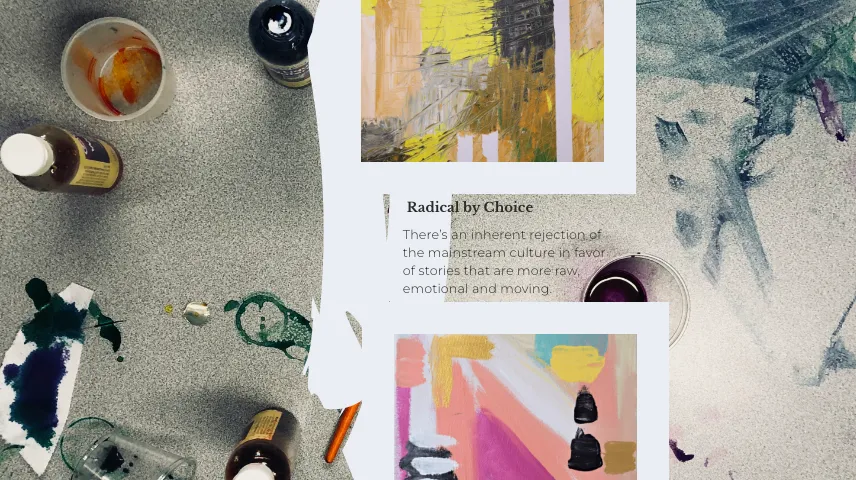 Radical by Choice
There's an inherent rejection of
the mainstream culture in favor
of stories that are more raw,
emotional and moving.